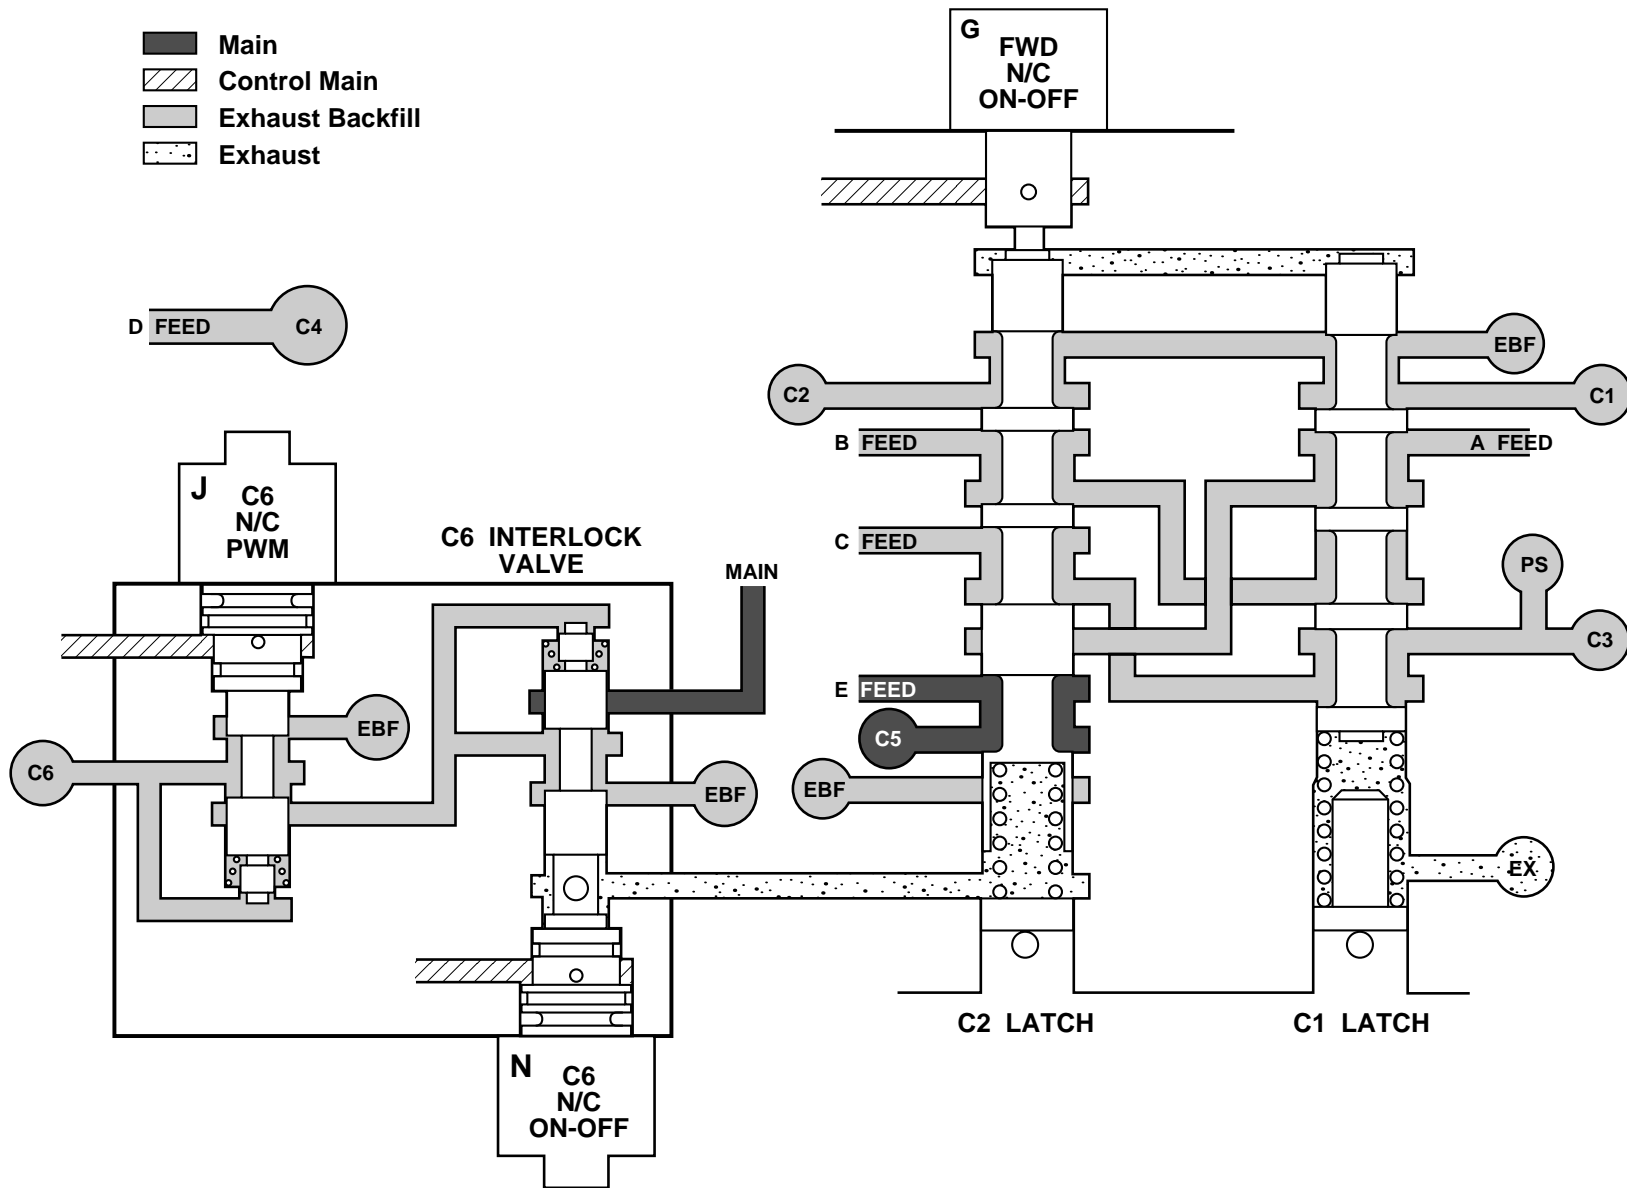 Main
Control Main
Exhaust Backfill
Exhaust
G
FWD
N/C
ON-OFF
D FEED
C4
EBF
C2
C1
B FEED
A FEED
J
C6
N/C
PWM
C6 INTERLOCK
VALVE
C FEED
MAIN
PS
C3
E FEED
EBF
C5
C6
EBF
EBF
EX
C2 LATCH
C1 LATCH
N
C6
N/C
ON-OFF